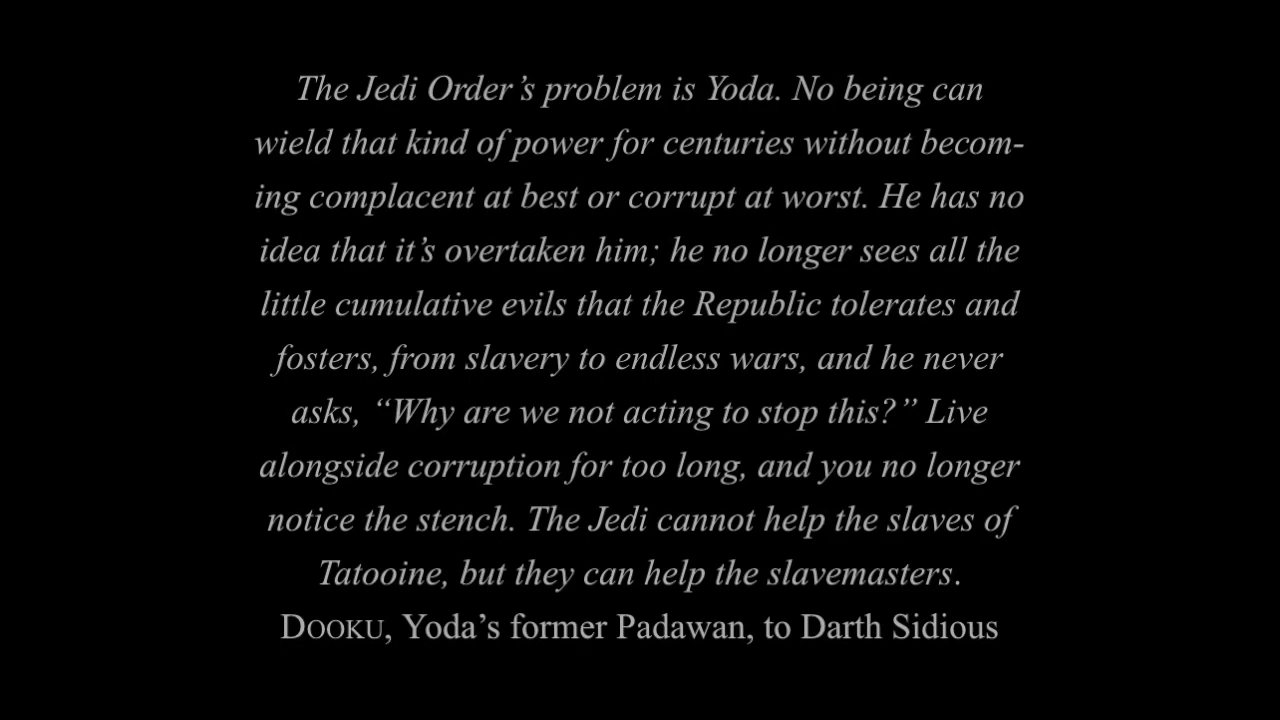 The Jedi Order’s problem is Yoda. No being can
wield that kind of power for centuries without becom-
ing complacent at best or corrupt at worst. He has no
idea that it’s overtaken him; he no longer sees all the
little cumulative evils that the Republic tolerates and
fosters, from slavery to endless wars, and he never
asks, “Why are we not acting to stop this?” Live
alongside corruption for too long, and you no longer
notice the stench. The Jedi cannot help the slaves of
Tatooine, but they can help the slavemasters.
DOOKU, Yoda’s former Padawan, to Darth Sidious